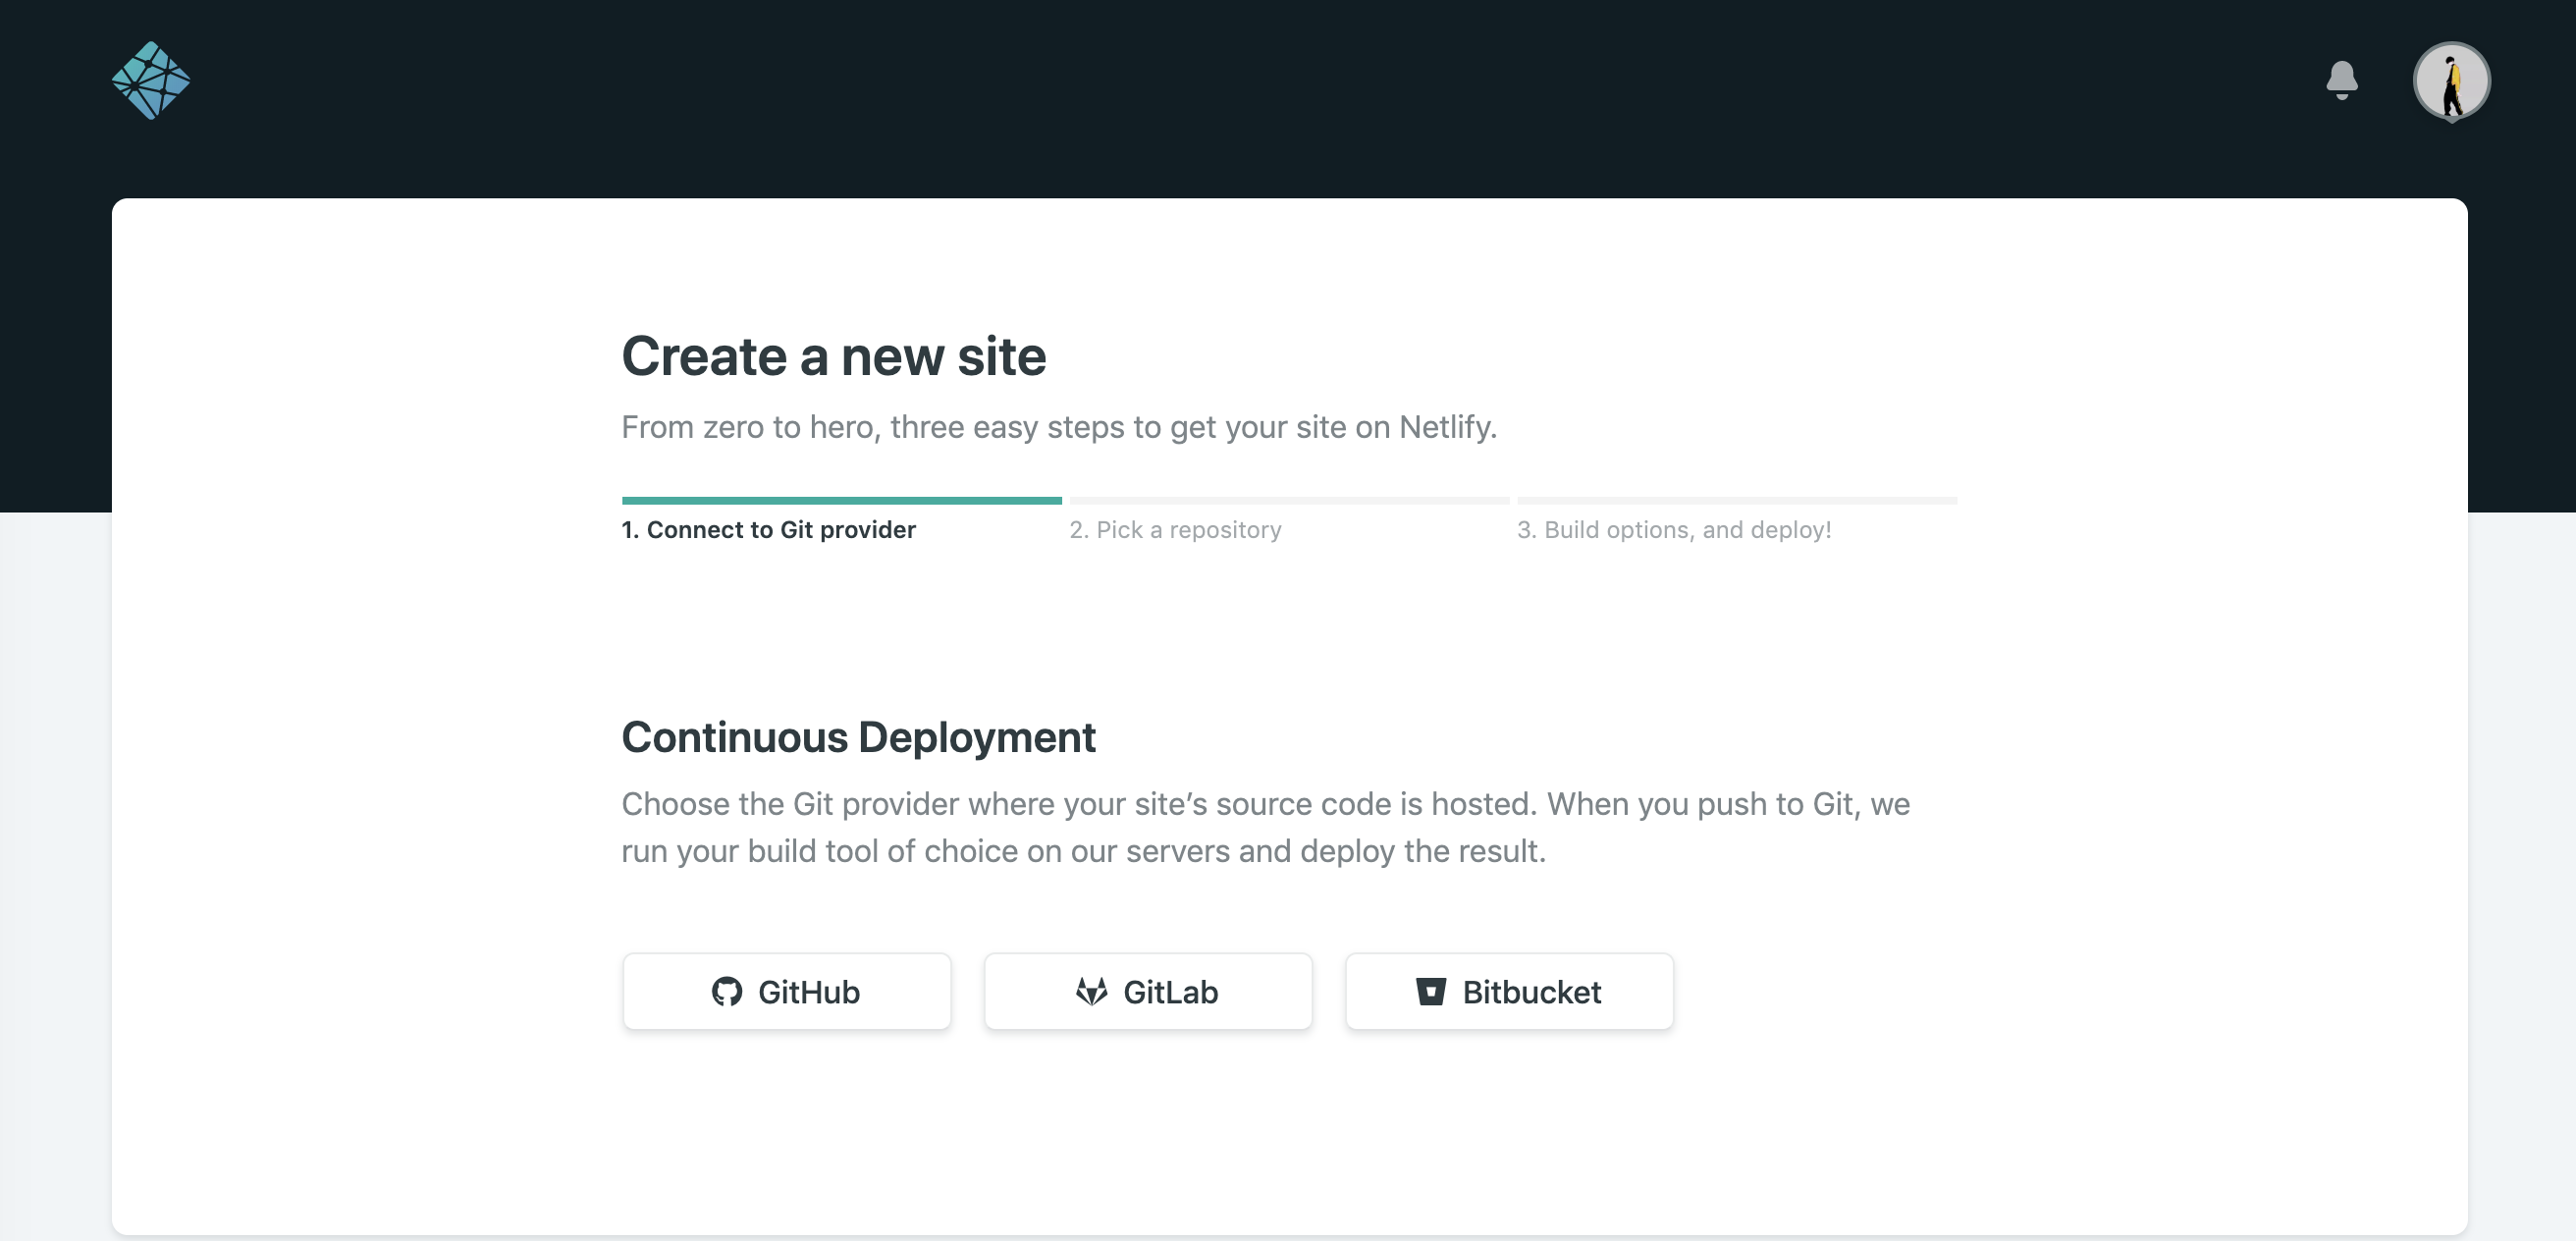 Create a new site
From zero to hero, three easy steps to get your site on Netlify.
1. Connect to Git provider
2. Pick a repository
3. Build options, and deploy!
Continuous Deployment
Choose the Git provider where your site’s source code is hosted. When you push to Git, we
run your build tool of choice on our servers and deploy the result.
GitHub
GitLab
Bitbucket